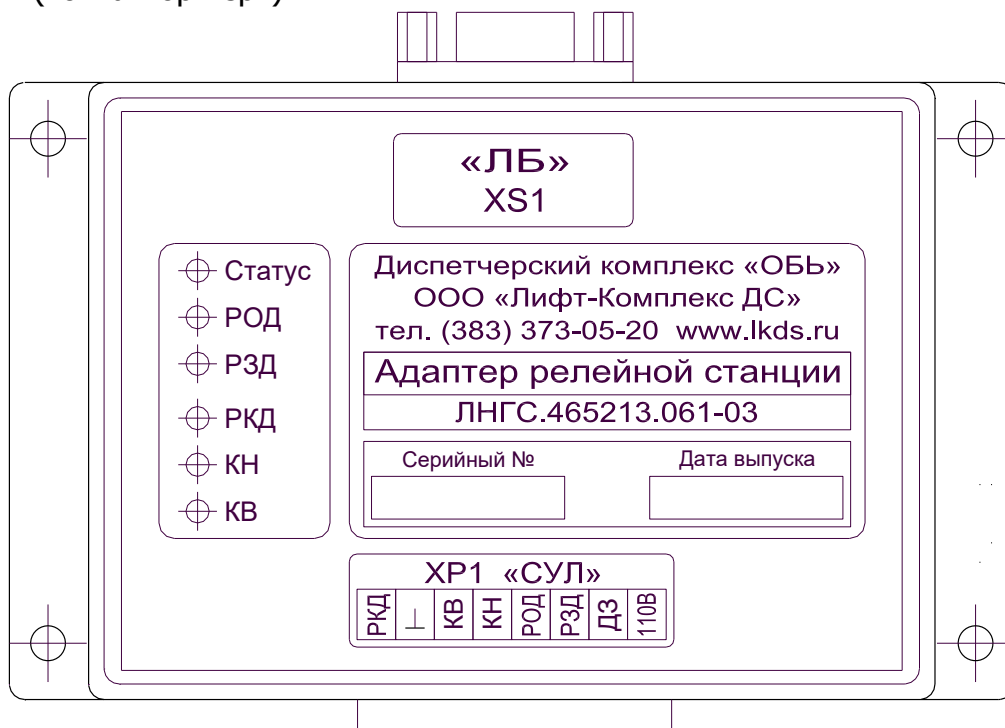 «ЛБ»
XS1
Статус
РОД
РЗД
РКД
КН
КВ
Диспетчерский комплекс «ОБЬ»
ООО «Лифт-Комплекс ДС»
тел. (383) 373-05-20 www.lkds.ru
Адаптер релейной станции
ЛНГС.465213.061-03
Серийный № Дата выпуска
XP1 «СУЛ»
РКД ⊥ КВ КН РОД РЗД ДЗ 110В